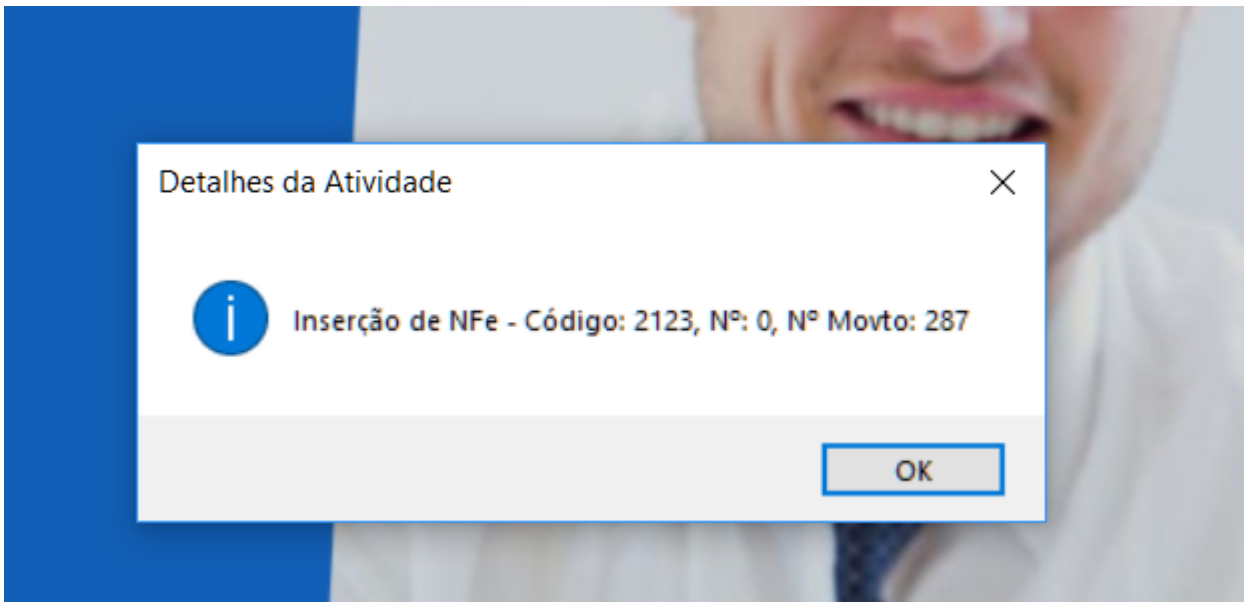 Detalhes da Atividade
Inserção de NFe - Código: 2123, Nº: 0, Nº Movto: 287
OK